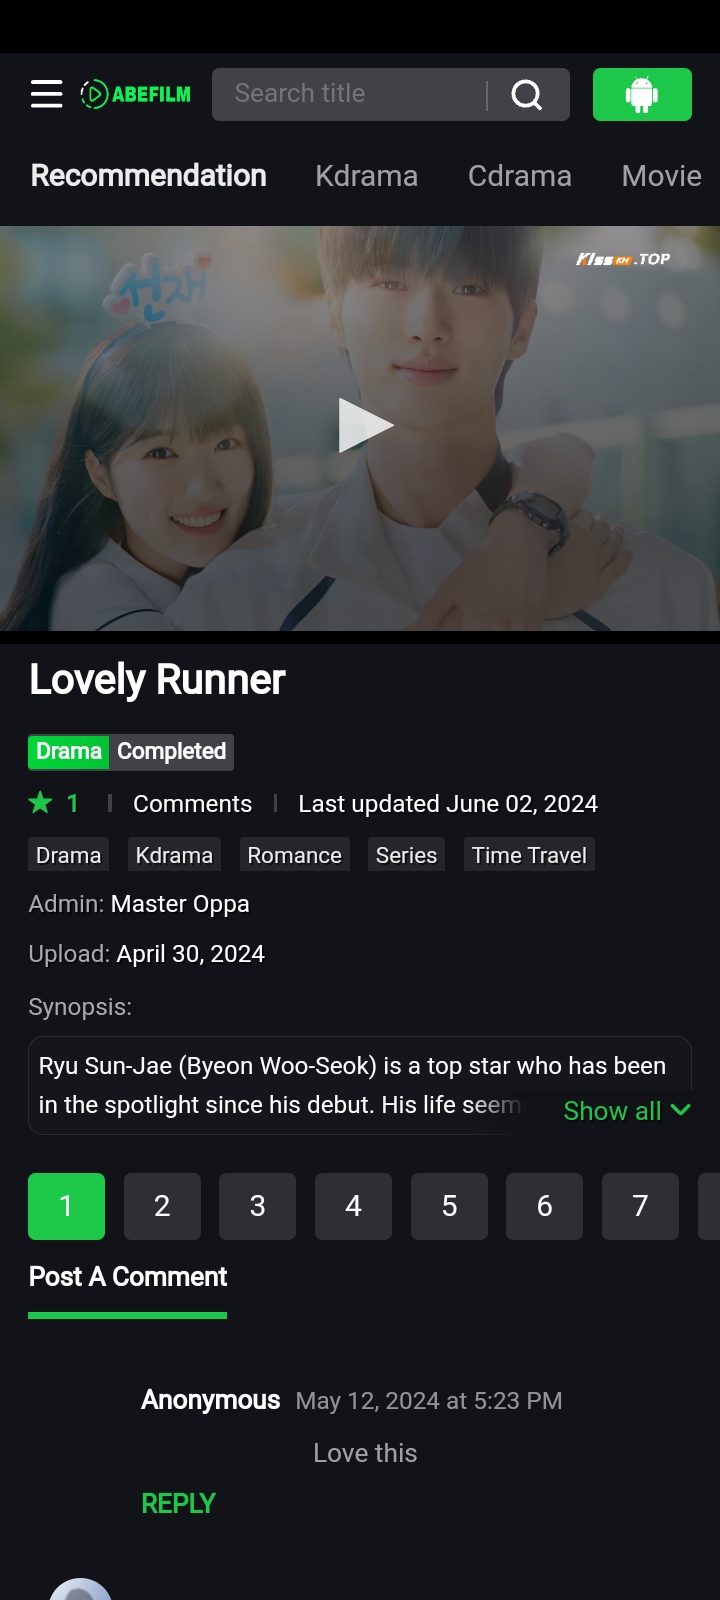 ABEFILM
Search title
Recommendation Kdrama Cdrama Movie
선재
KissKH.TOP
Lovely Runner
Drama Completed
1 | Comments | Last updated June 02, 2024
Drama Kdrama Romance Series Time Travel
Admin: Master Oppa
Upload: April 30, 2024
Synopsis:
Ryu Sun-Jae (Byeon Woo-Seok) is a top star who has been
in the spotlight since his debut. His life seem Show all
1 2 3 4 5 6 7
Post A Comment
Anonymous May 12, 2024 at 5:23 PM
Love this
REPLY